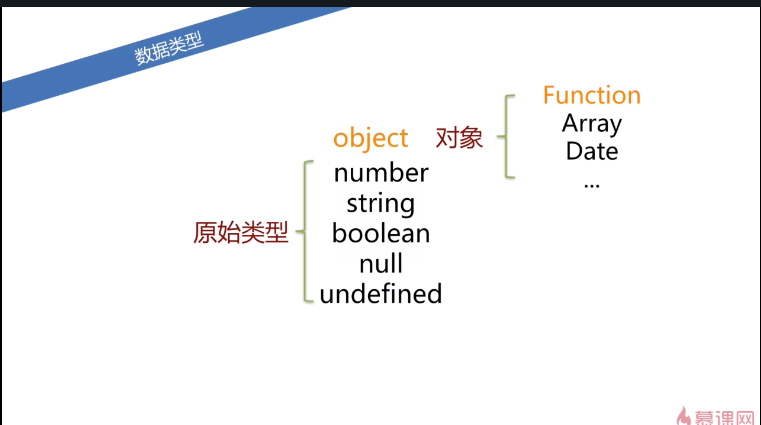 数据类型
object 对象
Function
Array
Date
...
原始类型
number
string
boolean
null
undefined
慕课网